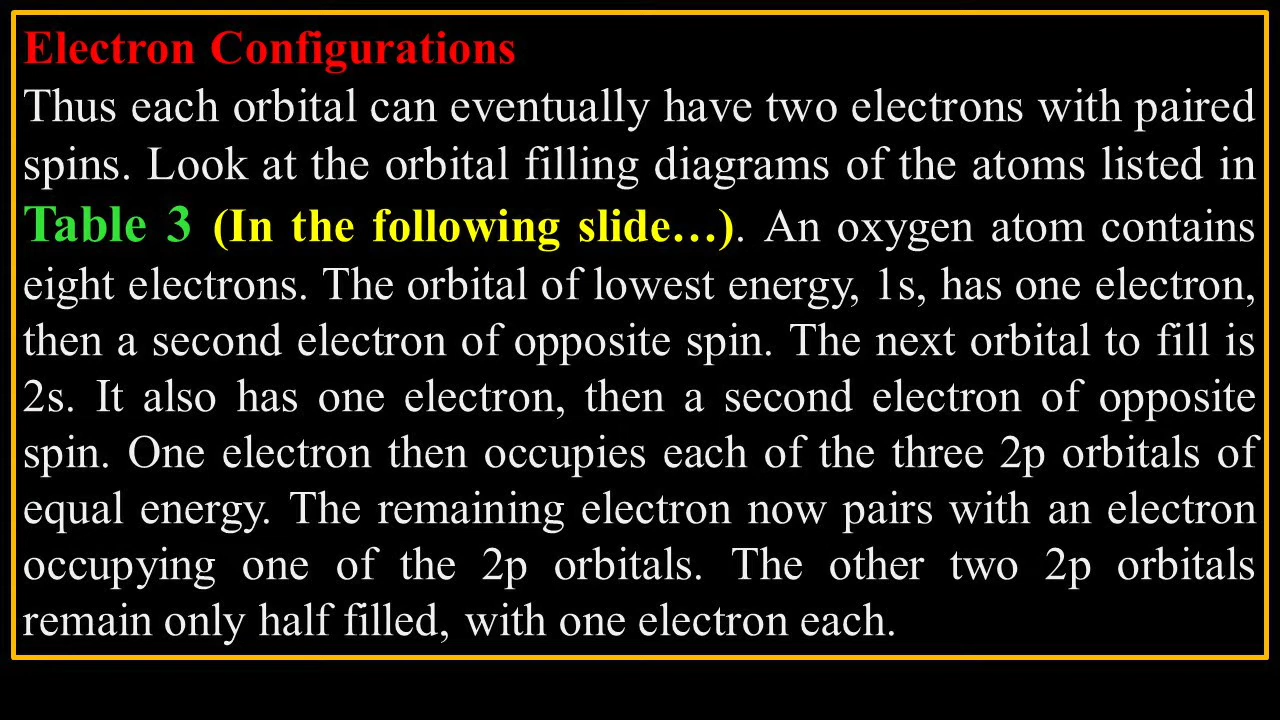 Electron Configurations
Thus each orbital can eventually have two electrons with paired
spins. Look at the orbital filling diagrams of the atoms listed in
Table 3 (In the following slide…). An oxygen atom contains
eight electrons. The orbital of lowest energy, 1s, has one electron,
then a second electron of opposite spin. The next orbital to fill is
2s. It also has one electron, then a second electron of opposite
spin. One electron then occupies each of the three 2p orbitals of
equal energy. The remaining electron now pairs with an electron
occupying one of the 2p orbitals. The other two 2p orbitals
remain only half filled, with one electron each.